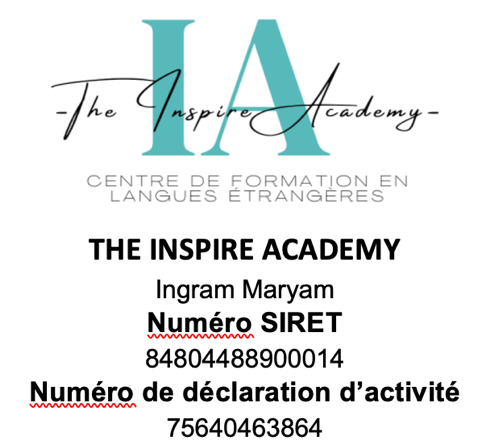 IA
-The Inspire Academy-
CENTRE DE FORMATION EN
LANGUES ÉTRANGÈRES
THE INSPIRE ACADEMY
Ingram Maryam
Numéro SIRET
84804488900014
Numéro de déclaration d’activité
75640463864